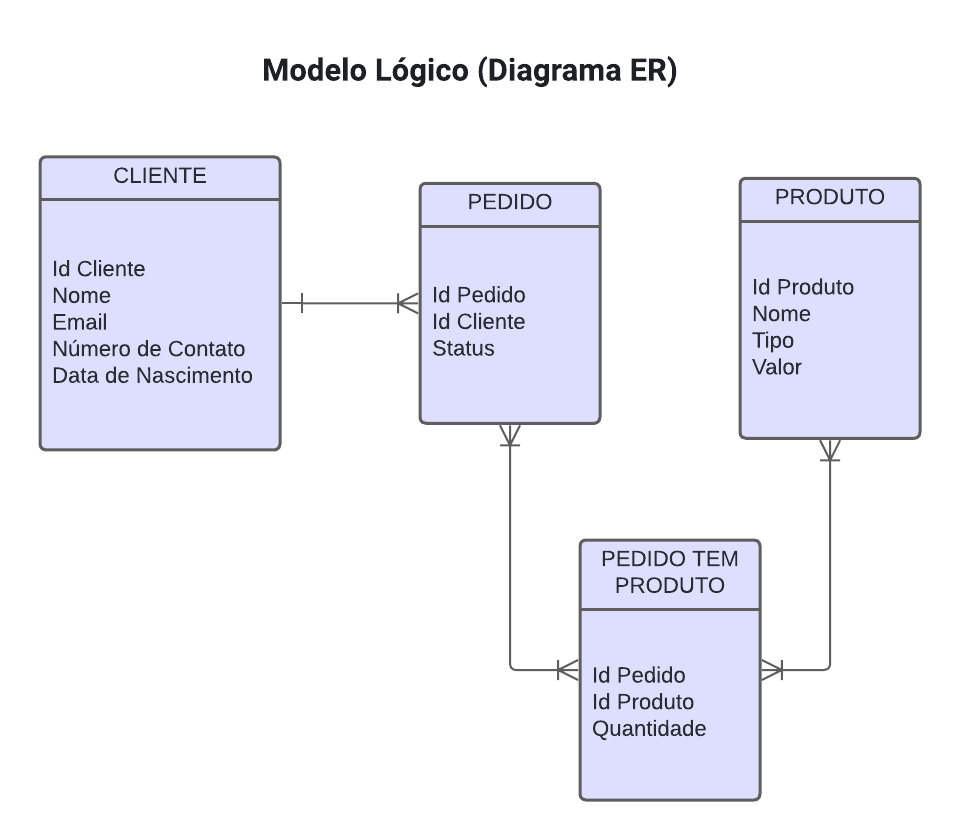 Modelo Lógico (Diagrama ER)
CLIENTE
Id Cliente
Nome
Email
Número de Contato
Data de Nascimento
PEDIDO
Id Pedido
Id Cliente
Status
PRODUTO
Id Produto
Nome
Tipo
Valor
PEDIDO TEM
PRODUTO
Id Pedido
Id Produto
Quantidade